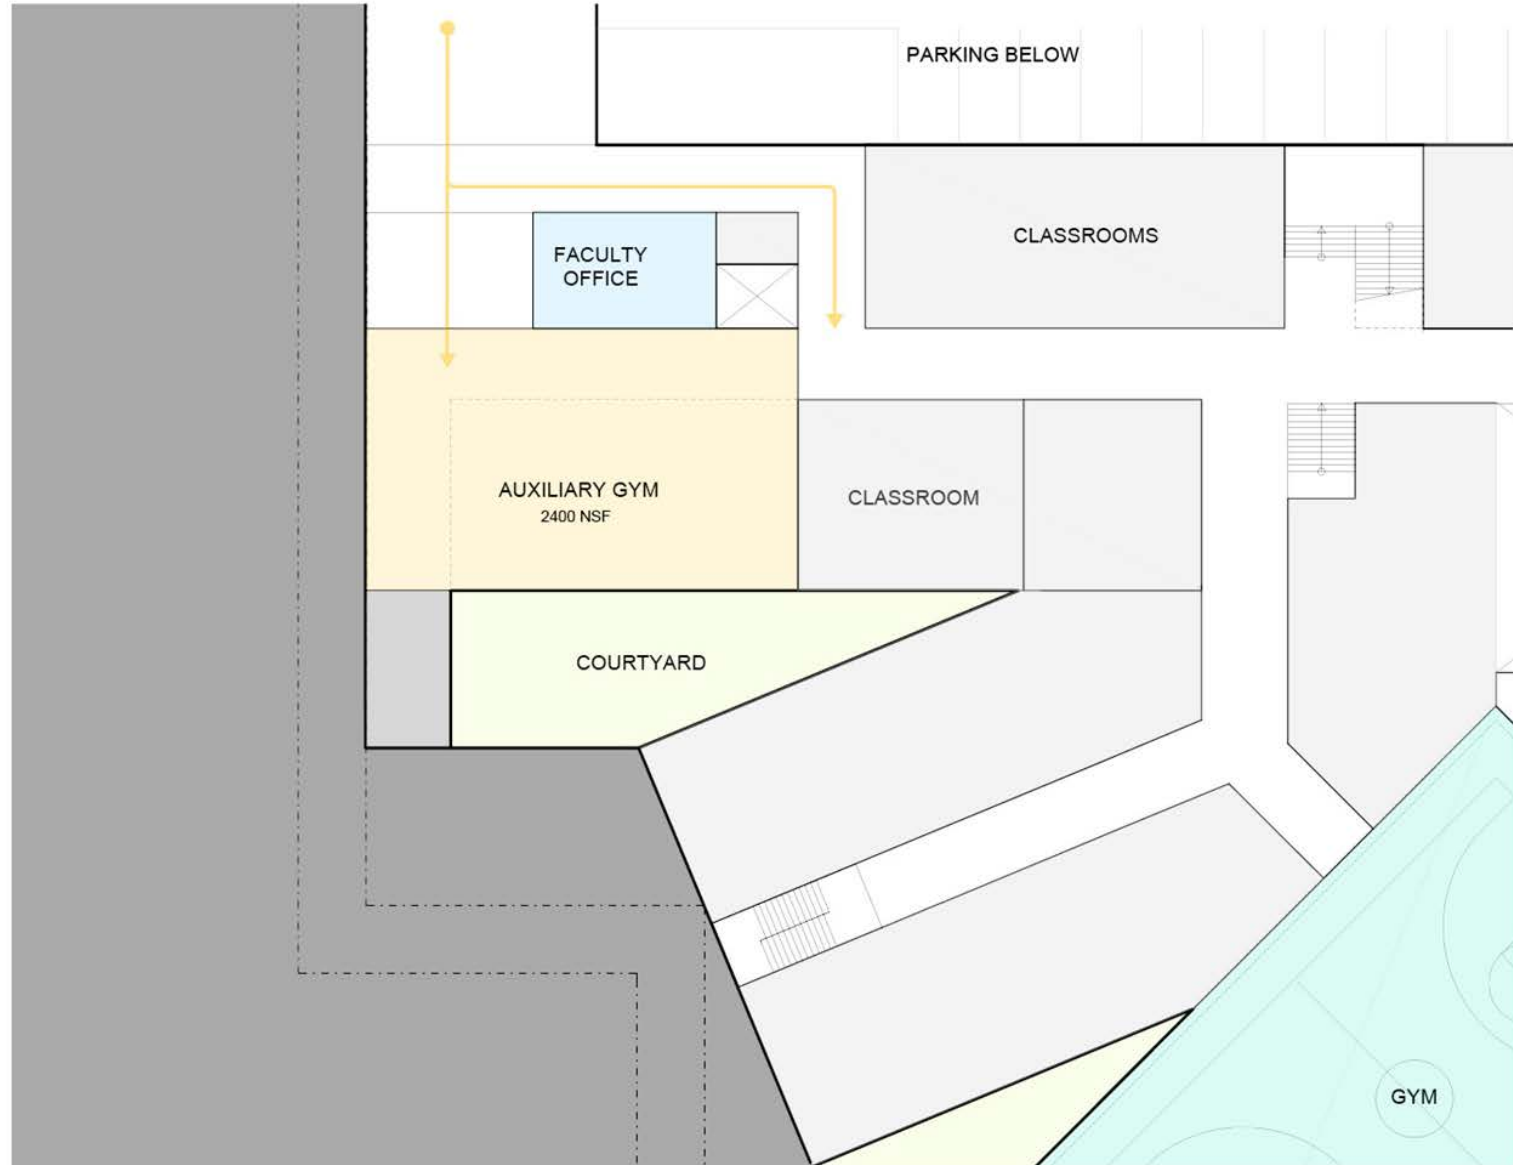 PARKING BELOW
CLASSROOMS
FACULTY
OFFICE
AUXILIARY GYM
2400 NSF
CLASSROOM
COURTYARD
GYM